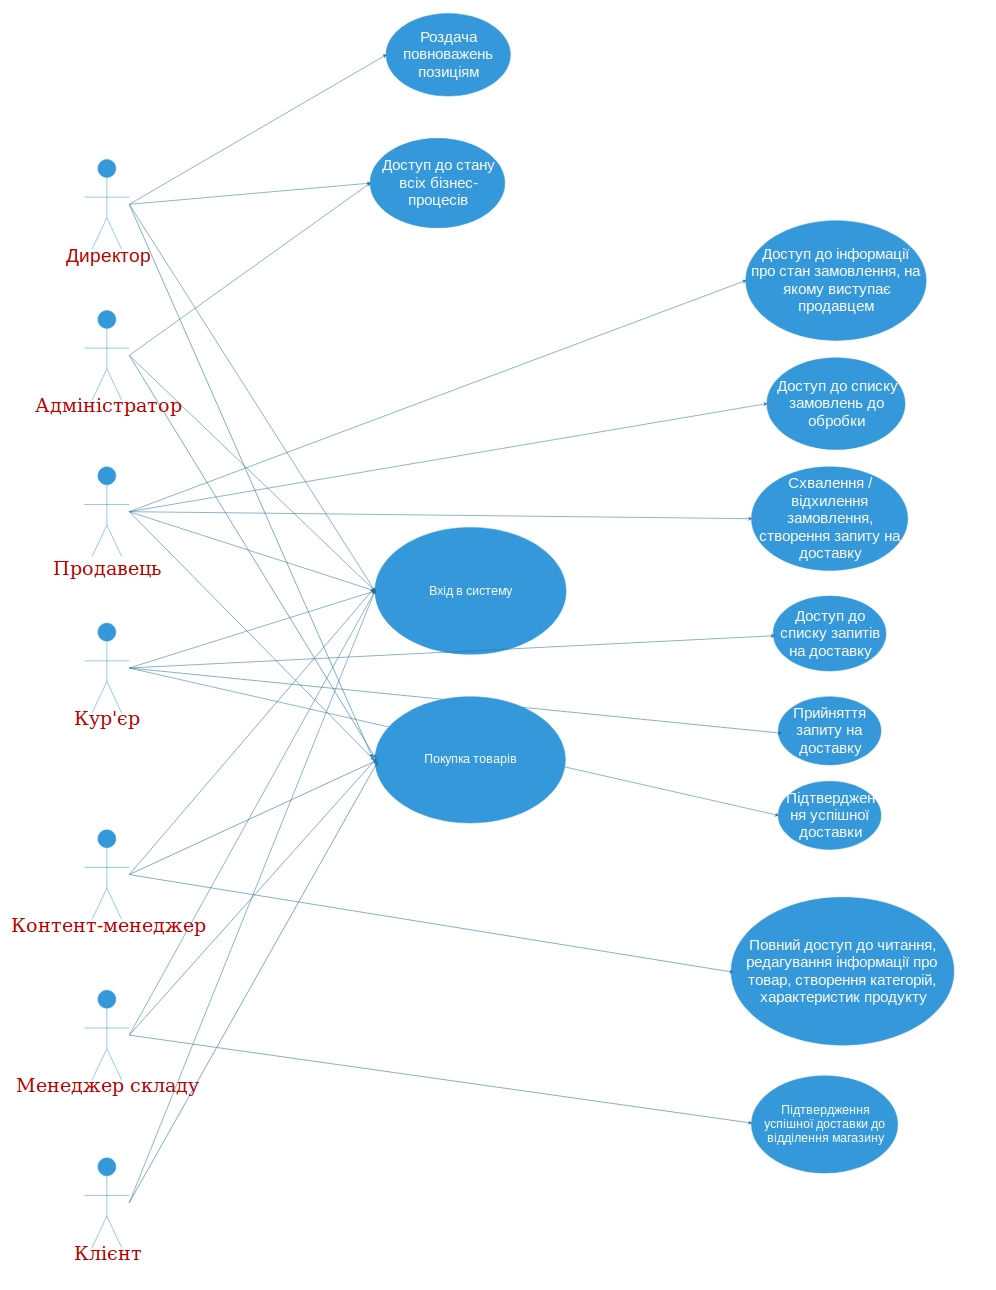 Роздача
повноважень
позиціям
Доступ до стану
всіх бізнес-
процесів
Директор
Доступ до інформації
про стан замовлення, на
якому виступає
продавцем
Адміністратор
Доступ до списку
замовлень до
обробки
Схвалення /
відхилення
замовлення,
створення запиту на
доставку
Продавець
Вхід в систему
Доступ до
списку запитів
на доставку
Кур'єр
Прийняття
запиту на
доставку
Покупка товарів
Підтверджен
ня успішної
доставки
Контент-менеджер
Повний доступ до читання,
редагування інформації про
товар, створення категорій,
характеристик продукту
Менеджер складу
Підтвердження
успішної доставки до
відділення магазину
Клієнт